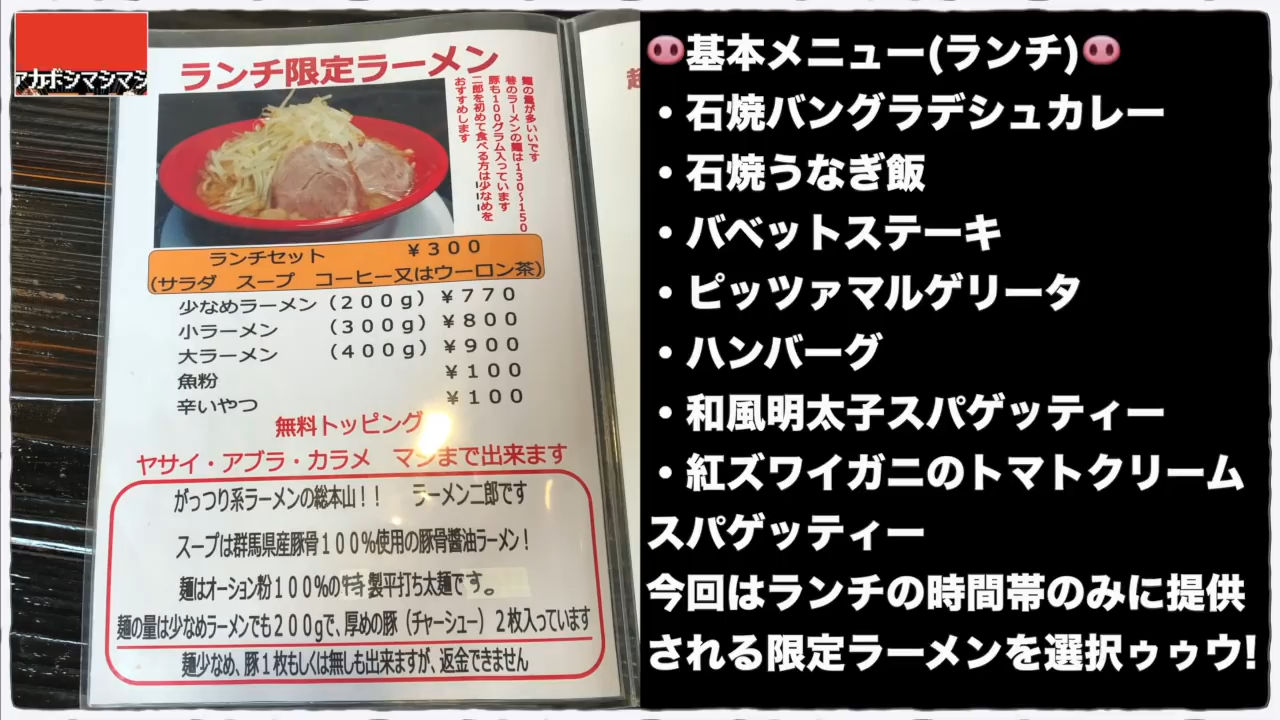 アカボシマシマシ
ランチ限定ラーメン
麺の量が多いいです
巷のラーメンの麺は130~150
豚も100グラム入っています
二郎を初めて食べる方は少なめを
おすすめします
ランチセット ¥300
(サラダ スープ コーヒー又はウーロン茶)
少なめラーメン(200g) ¥770
小ラーメン (300g) ¥800
大ラーメン (400g) ¥900
魚粉 ¥100
辛いやつ ¥100
無料トッピング
ヤサイ・アブラ・カラメ マシまで出来ます
がっつり系ラーメンの総本山!! ラーメン二郎です
スープは群馬県産豚骨100%使用の豚骨醤油ラーメン!
麺はオーション粉100%の特製平打ち太麺です。
麺の量は少なめラーメンでも200gで、厚めの豚(チャーシュー)2枚入っています
麺少なめ、豚1枚もしくは無しも出来ますが、返金できません
🐽基本メニュー(ランチ)🐽
・石焼バングラデシュカレー
・石焼うなぎ飯
・バベットステーキ
・ピッツァマルゲリータ
・ハンバーグ
・和風明太子スパゲッティー
・紅ズワイガニのトマトクリーム
スパゲッティー
今回はランチの時間帯のみに提供
される限定ラーメンを選択ゥゥウ!